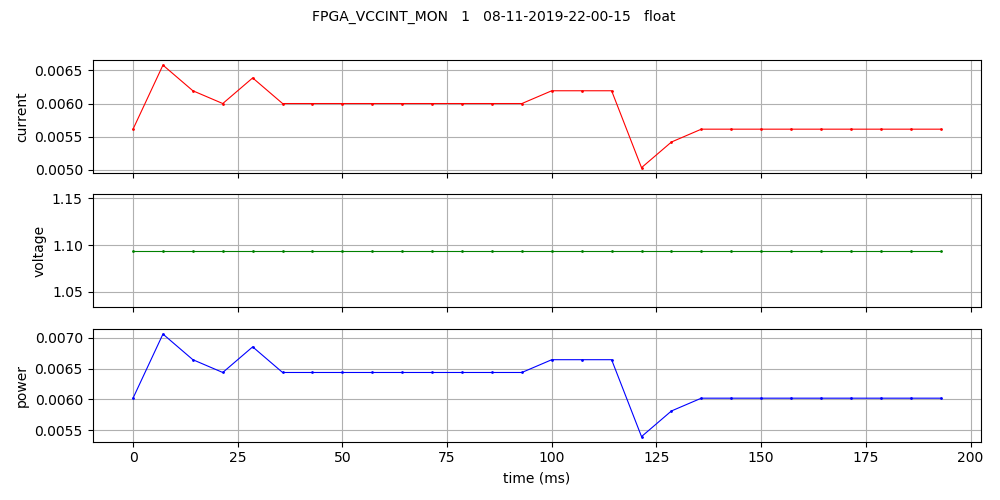 FPGA_VCCINT_MON 1 08-11-2019-22-00-15 float
0.0065
0.0060
0.0055
0.0050
current
1.15
1.10
1.05
voltage
0.0070
0.0065
0.0060
0.0055
power
0 25 50 75 100 125 150 175 200
time (ms)